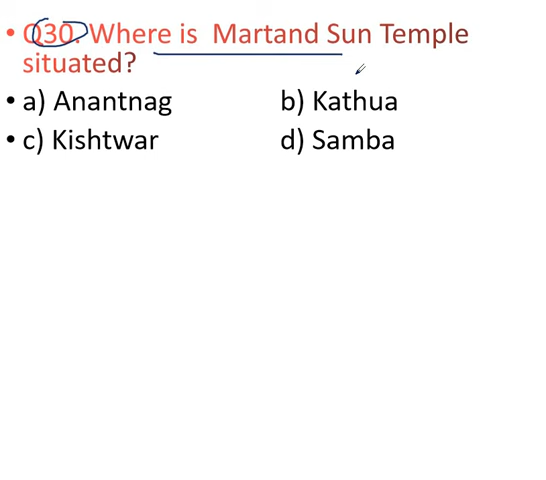 • Q30. Where is Martand Sun Temple
situated?
• a) Anantnag b) Kathua
• c) Kishtwar d) Samba